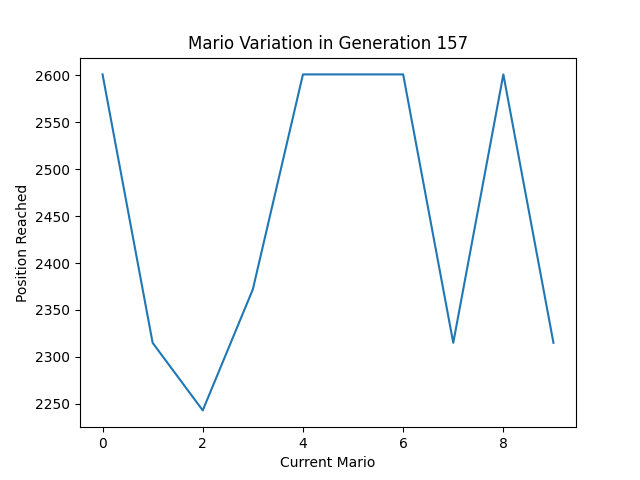 Mario Variation in Generation 157
2600
2550
2500
2450
2400
2350
2300
2250
Position Reached
0 2 4 6 8
Current Mario